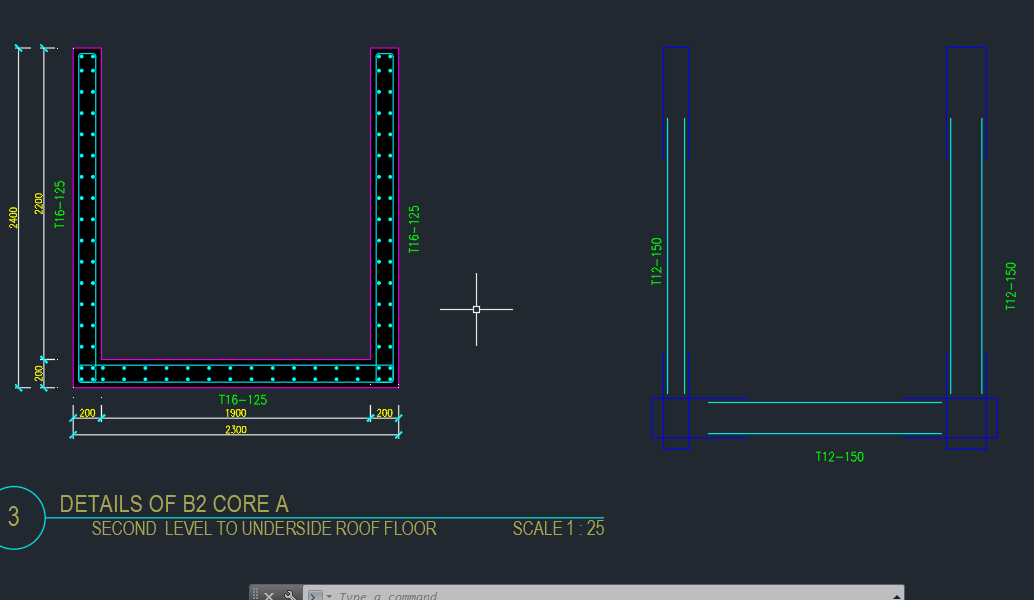 2400
2200
T16-125
200
T16-125
T16-125
200
1900
200
2300
T12-150
T12-150
T12-150
3
DETAILS OF B2 CORE A
SECOND LEVEL TO UNDERSIDE ROOF FLOOR
SCALE 1 : 25
Type a command